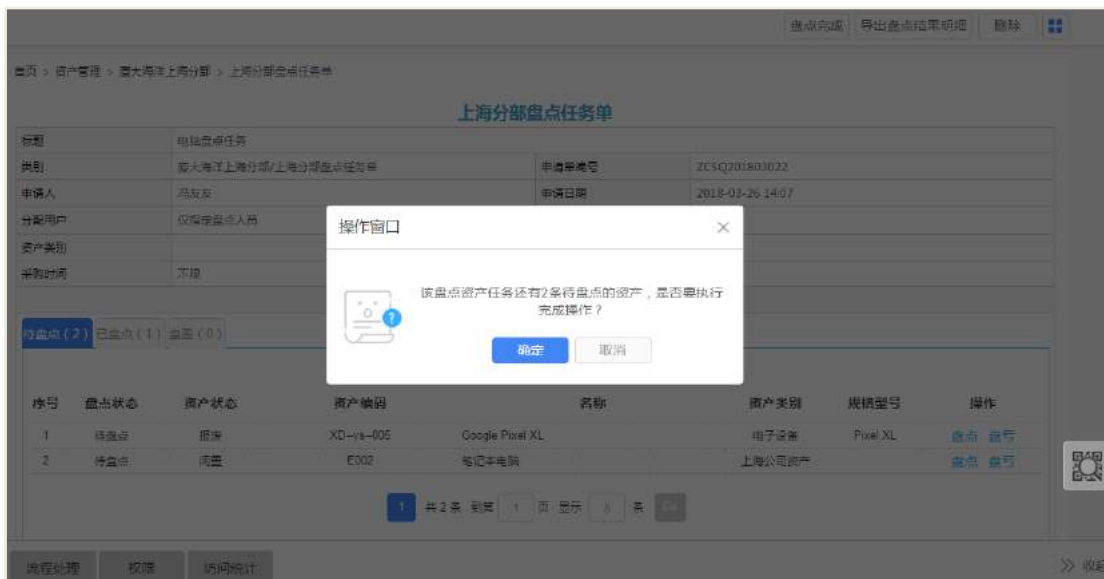 盘点完成 导出盘点结果明细 删除
首页 > 资产管理 > 蓝大海洋上海分部 > 上海分部盘点任务单
上海分部盘点任务单
标题 电脑盘点任务
类别 蓝大海洋上海分部/上海分部盘点任务单 申请单编号 ZCSQ201803022
申请人 冯友友 申请日期 2018-03-26 14:07
分配用户 仅指定盘点人员
资产类别
采购时间 不限
操作窗口
该盘点资产任务还有2条待盘点的资产，是否要执行
完成操作？
确定 取消
待盘点(2) 已盘点(1) 盘盈(0)
序号 盘点状态 资产状态 资产编码 名称 资产类别 规格型号 操作
1 待盘点 报废 XD-ys-005 Google Pixel XL 电子设备 Pixel XL 盘点 盘亏
2 待盘点 闲置 E002 笔记本电脑 上海公司资产 盘点 盘亏
1 共2条 到第 1 页 显示 8 条
流程处理 权限 访问统计 收起